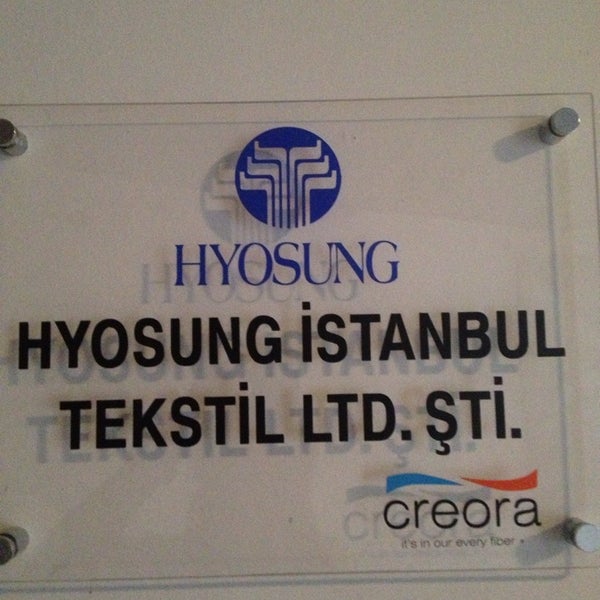 HYOSUNG
HYOSUNG İSTANBUL
TEKSTİL LTD. ŞTİ.
creora
it's in our every fiber